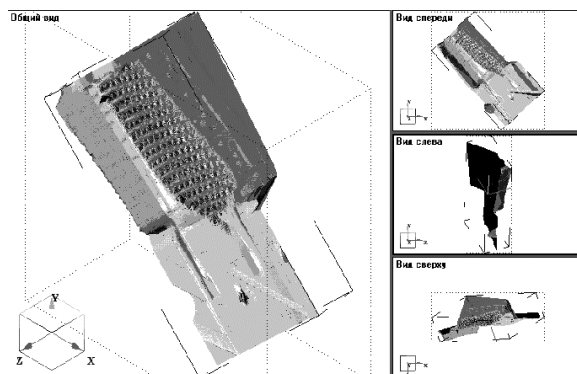 Общий вид
Вид спереди
Вид слева
Вид сверху
Y
Z
X